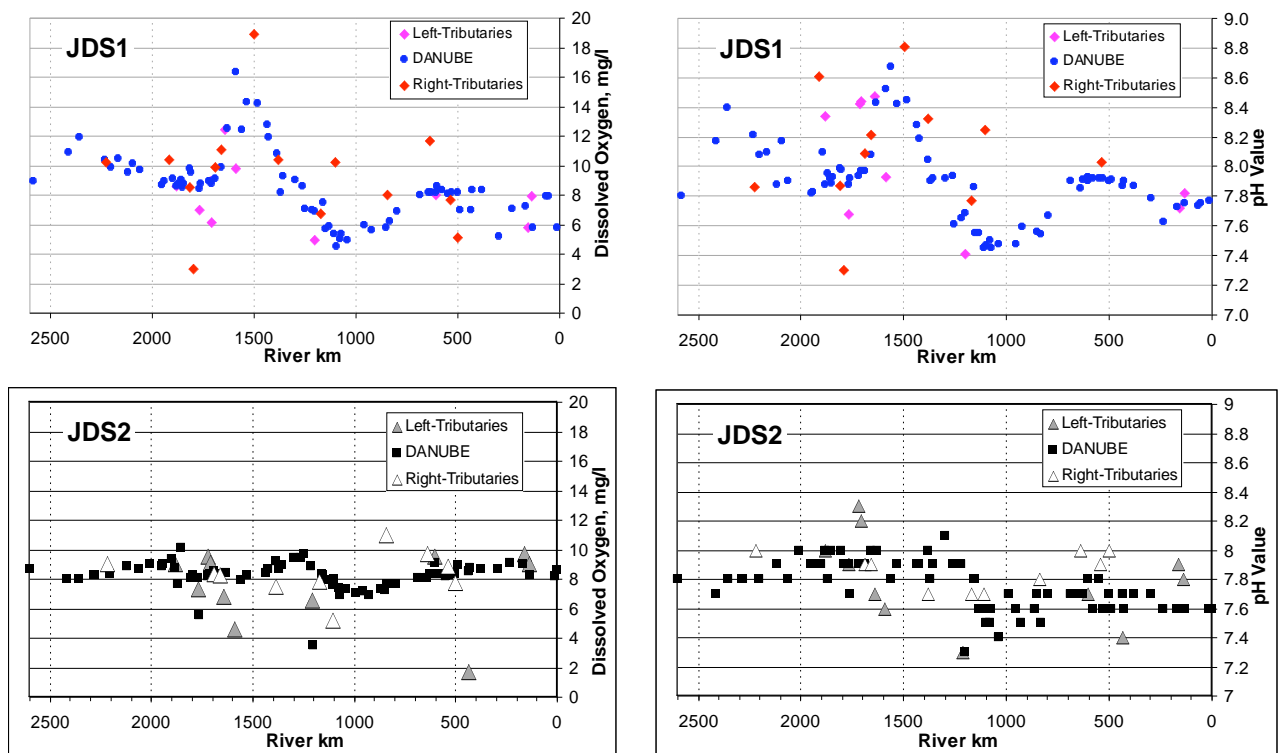 JDS1
Left-Tributaries
DANUBE
Right-Tributaries
20
18
16
14
12
10
8
6
4
2
0
Dissolved Oxygen, mg/l
2500 2000 1500 1000 500 0
River km
JDS1
Left-Tributaries
DANUBE
Right-Tributaries
9.0
8.8
8.6
8.4
8.2
8.0
7.8
7.6
7.4
7.2
7.0
pH Value
2500 2000 1500 1000 500 0
River km
JDS2
Left-Tributaries
DANUBE
Right-Tributaries
20
18
16
14
12
10
8
6
4
2
0
Dissolved Oxygen, mg/l
2500 2000 1500 1000 500 0
River km
JDS2
Left-Tributaries
DANUBE
Right-Tributaries
9
8.8
8.6
8.4
8.2
8
7.8
7.6
7.4
7.2
7
pH Value
2500 2000 1500 1000 500 0
River km